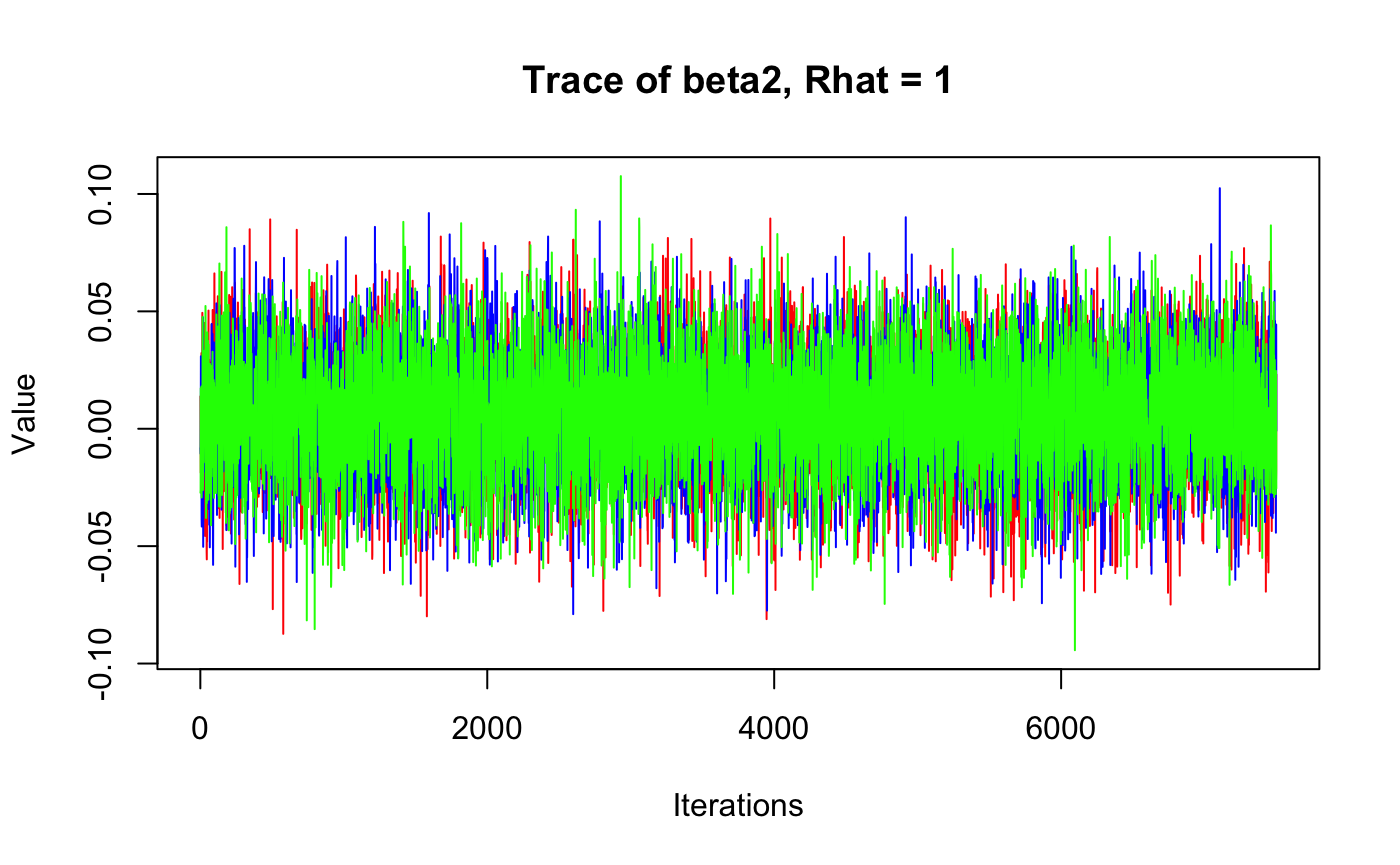 Trace of beta2, Rhat = 1
Value
0.10
0.05
0.00
-0.05
-0.10
0 2000 4000 6000
Iterations